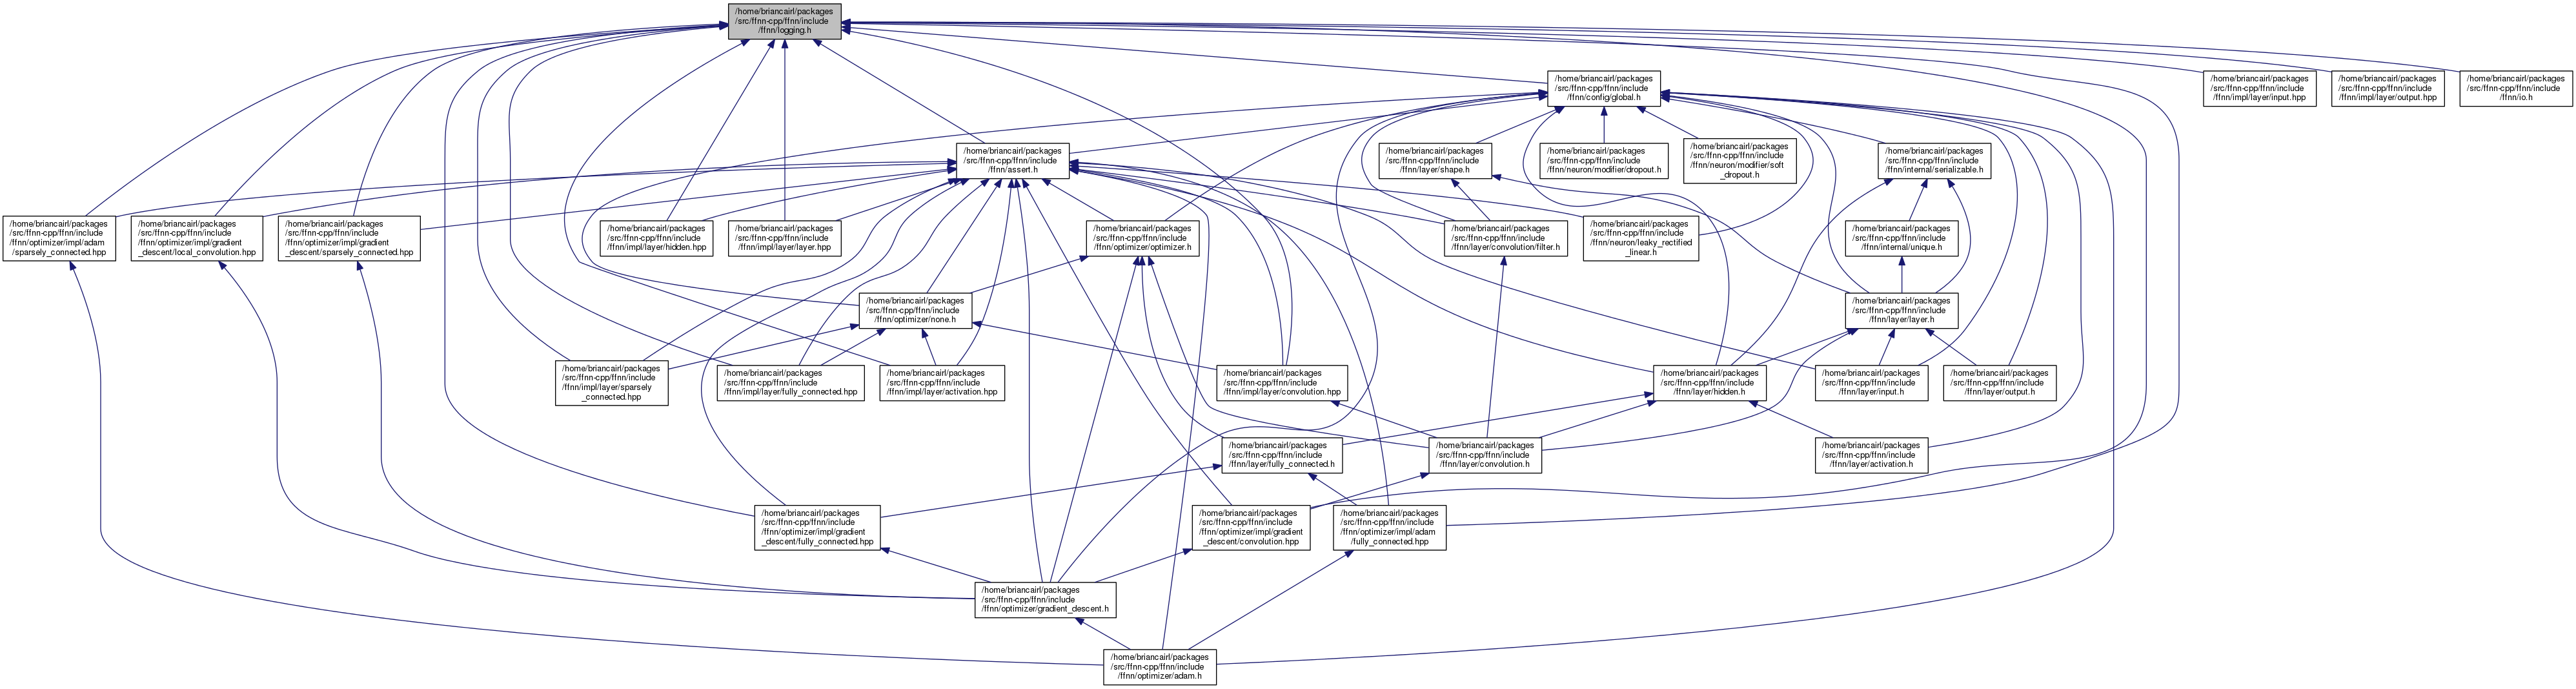 /home/briancairl/packages
/src/ffnn-cpp/ffnn/include
/ffnn/logging.h
/home/briancairl/packages
/src/ffnn-cpp/ffnn/include
/ffnn/config/global.h
/home/briancairl/packages
/src/ffnn-cpp/ffnn/include
/ffnn/impl/layer/input.hpp
/home/briancairl/packages
/src/ffnn-cpp/ffnn/include
/ffnn/impl/layer/output.hpp
/home/briancairl/packages
/src/ffnn-cpp/ffnn/include
/ffnn/io.h
/home/briancairl/packages
/src/ffnn-cpp/ffnn/include
/ffnn/assert.h
/home/briancairl/packages
/src/ffnn-cpp/ffnn/include
/ffnn/layer/shape.h
/home/briancairl/packages
/src/ffnn-cpp/ffnn/include
/ffnn/neuron/modifier/dropout.h
/home/briancairl/packages
/src/ffnn-cpp/ffnn/include
/ffnn/neuron/modifier/soft
_dropout.h
/home/briancairl/packages
/src/ffnn-cpp/ffnn/include
/ffnn/internal/serializable.h
/home/briancairl/packages
/src/ffnn-cpp/ffnn/include
/ffnn/optimizer/impl/adam
/sparsely_connected.hpp
/home/briancairl/packages
/src/ffnn-cpp/ffnn/include
/ffnn/optimizer/impl/gradient
_descent/local_convolution.hpp
/home/briancairl/packages
/src/ffnn-cpp/ffnn/include
/ffnn/optimizer/impl/gradient
_descent/sparsely_connected.hpp
/home/briancairl/packages
/src/ffnn-cpp/ffnn/include
/ffnn/impl/layer/hidden.hpp
/home/briancairl/packages
/src/ffnn-cpp/ffnn/include
/ffnn/impl/layer/layer.hpp
/home/briancairl/packages
/src/ffnn-cpp/ffnn/include
/ffnn/optimizer/optimizer.h
/home/briancairl/packages
/src/ffnn-cpp/ffnn/include
/ffnn/layer/convolution/filter.h
/home/briancairl/packages
/src/ffnn-cpp/ffnn/include
/ffnn/neuron/leaky_rectified
_linear.h
/home/briancairl/packages
/src/ffnn-cpp/ffnn/include
/ffnn/internal/unique.h
/home/briancairl/packages
/src/ffnn-cpp/ffnn/include
/ffnn/optimizer/none.h
/home/briancairl/packages
/src/ffnn-cpp/ffnn/include
/ffnn/layer/layer.h
/home/briancairl/packages
/src/ffnn-cpp/ffnn/include
/ffnn/impl/layer/sparsely
_connected.hpp
/home/briancairl/packages
/src/ffnn-cpp/ffnn/include
/ffnn/impl/layer/fully_connected.hpp
/home/briancairl/packages
/src/ffnn-cpp/ffnn/include
/ffnn/impl/layer/activation.hpp
/home/briancairl/packages
/src/ffnn-cpp/ffnn/include
/ffnn/impl/layer/convolution.hpp
/home/briancairl/packages
/src/ffnn-cpp/ffnn/include
/ffnn/layer/hidden.h
/home/briancairl/packages
/src/ffnn-cpp/ffnn/include
/ffnn/layer/input.h
/home/briancairl/packages
/src/ffnn-cpp/ffnn/include
/ffnn/layer/output.h
/home/briancairl/packages
/src/ffnn-cpp/ffnn/include
/ffnn/layer/fully_connected.h
/home/briancairl/packages
/src/ffnn-cpp/ffnn/include
/ffnn/layer/convolution.h
/home/briancairl/packages
/src/ffnn-cpp/ffnn/include
/ffnn/layer/activation.h
/home/briancairl/packages
/src/ffnn-cpp/ffnn/include
/ffnn/optimizer/impl/gradient
_descent/fully_connected.hpp
/home/briancairl/packages
/src/ffnn-cpp/ffnn/include
/ffnn/optimizer/impl/gradient
_descent/convolution.hpp
/home/briancairl/packages
/src/ffnn-cpp/ffnn/include
/ffnn/optimizer/impl/adam
/fully_connected.hpp
/home/briancairl/packages
/src/ffnn-cpp/ffnn/include
/ffnn/optimizer/gradient_descent.h
/home/briancairl/packages
/src/ffnn-cpp/ffnn/include
/ffnn/optimizer/adam.h